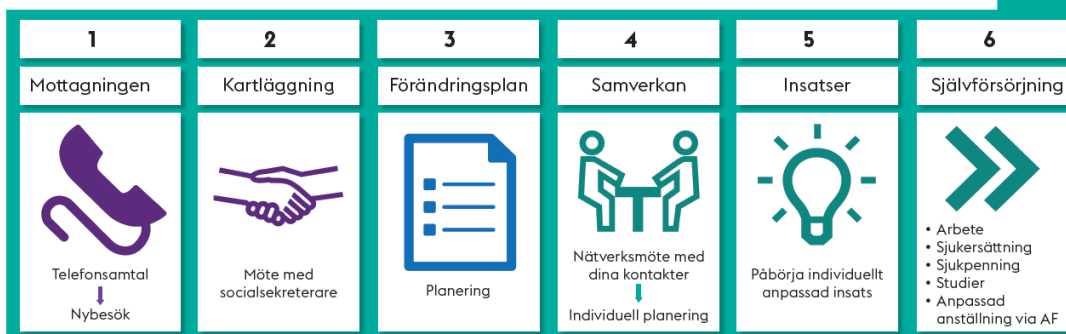 1
Mottagningen
Telefonsamtal
Nybesök
2
Kartläggning
Möte med
socialsekreterare
3
Förändringsplan
Planering
4
Samverkan
Nätverksmöte med
dina kontakter
Individuell planering
5
Insatser
Påbörja individuellt
anpassad insats
6
Självförsörjning
• Arbete
• Sjukersättning
• Sjukpenning
• Studier
• Anpassad
anställning via AF